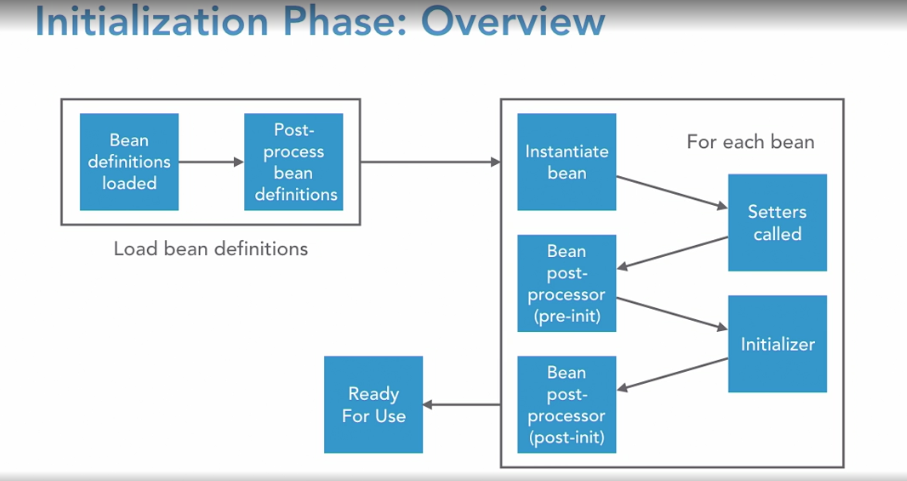 Initialization Phase: Overview
Bean
definitions
loaded
Post-
process
bean
definitions
Load bean definitions
For each bean
Instantiate
bean
Setters
called
Bean
post-
processor
(pre-init)
Initializer
Bean
post-
processor
(post-init)
Ready
For Use